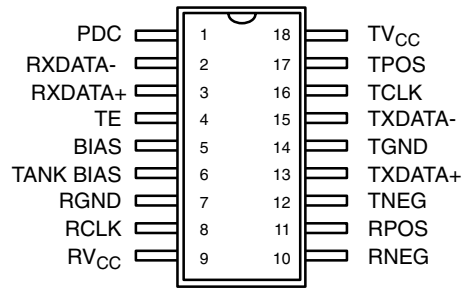 PDC 1 18 TVCC
RXDATA- 2 17 TPOS
RXDATA+ 3 16 TCLK
TE 4 15 TXDATA-
BIAS 5 14 TGND
TANK BIAS 6 13 TXDATA+
RGND 7 12 TNEG
RCLK 8 11 RPOS
RVCC 9 10 RNEG